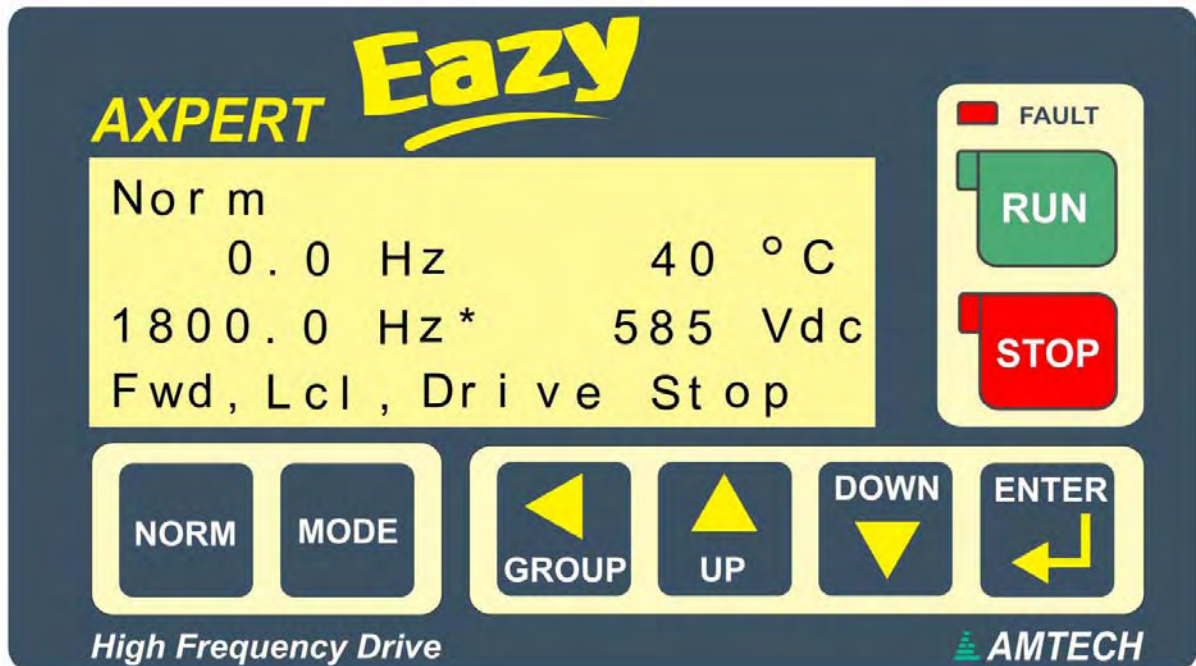 Eazy
AXPERT
Norm
0.0 Hz 40 °C
1800.0 Hz* 585 Vdc
Fwd, Lcl, Drive Stop
FAULT
RUN
STOP
NORM
MODE
GROUP
UP
DOWN
ENTER
High Frequency Drive
AMTECH